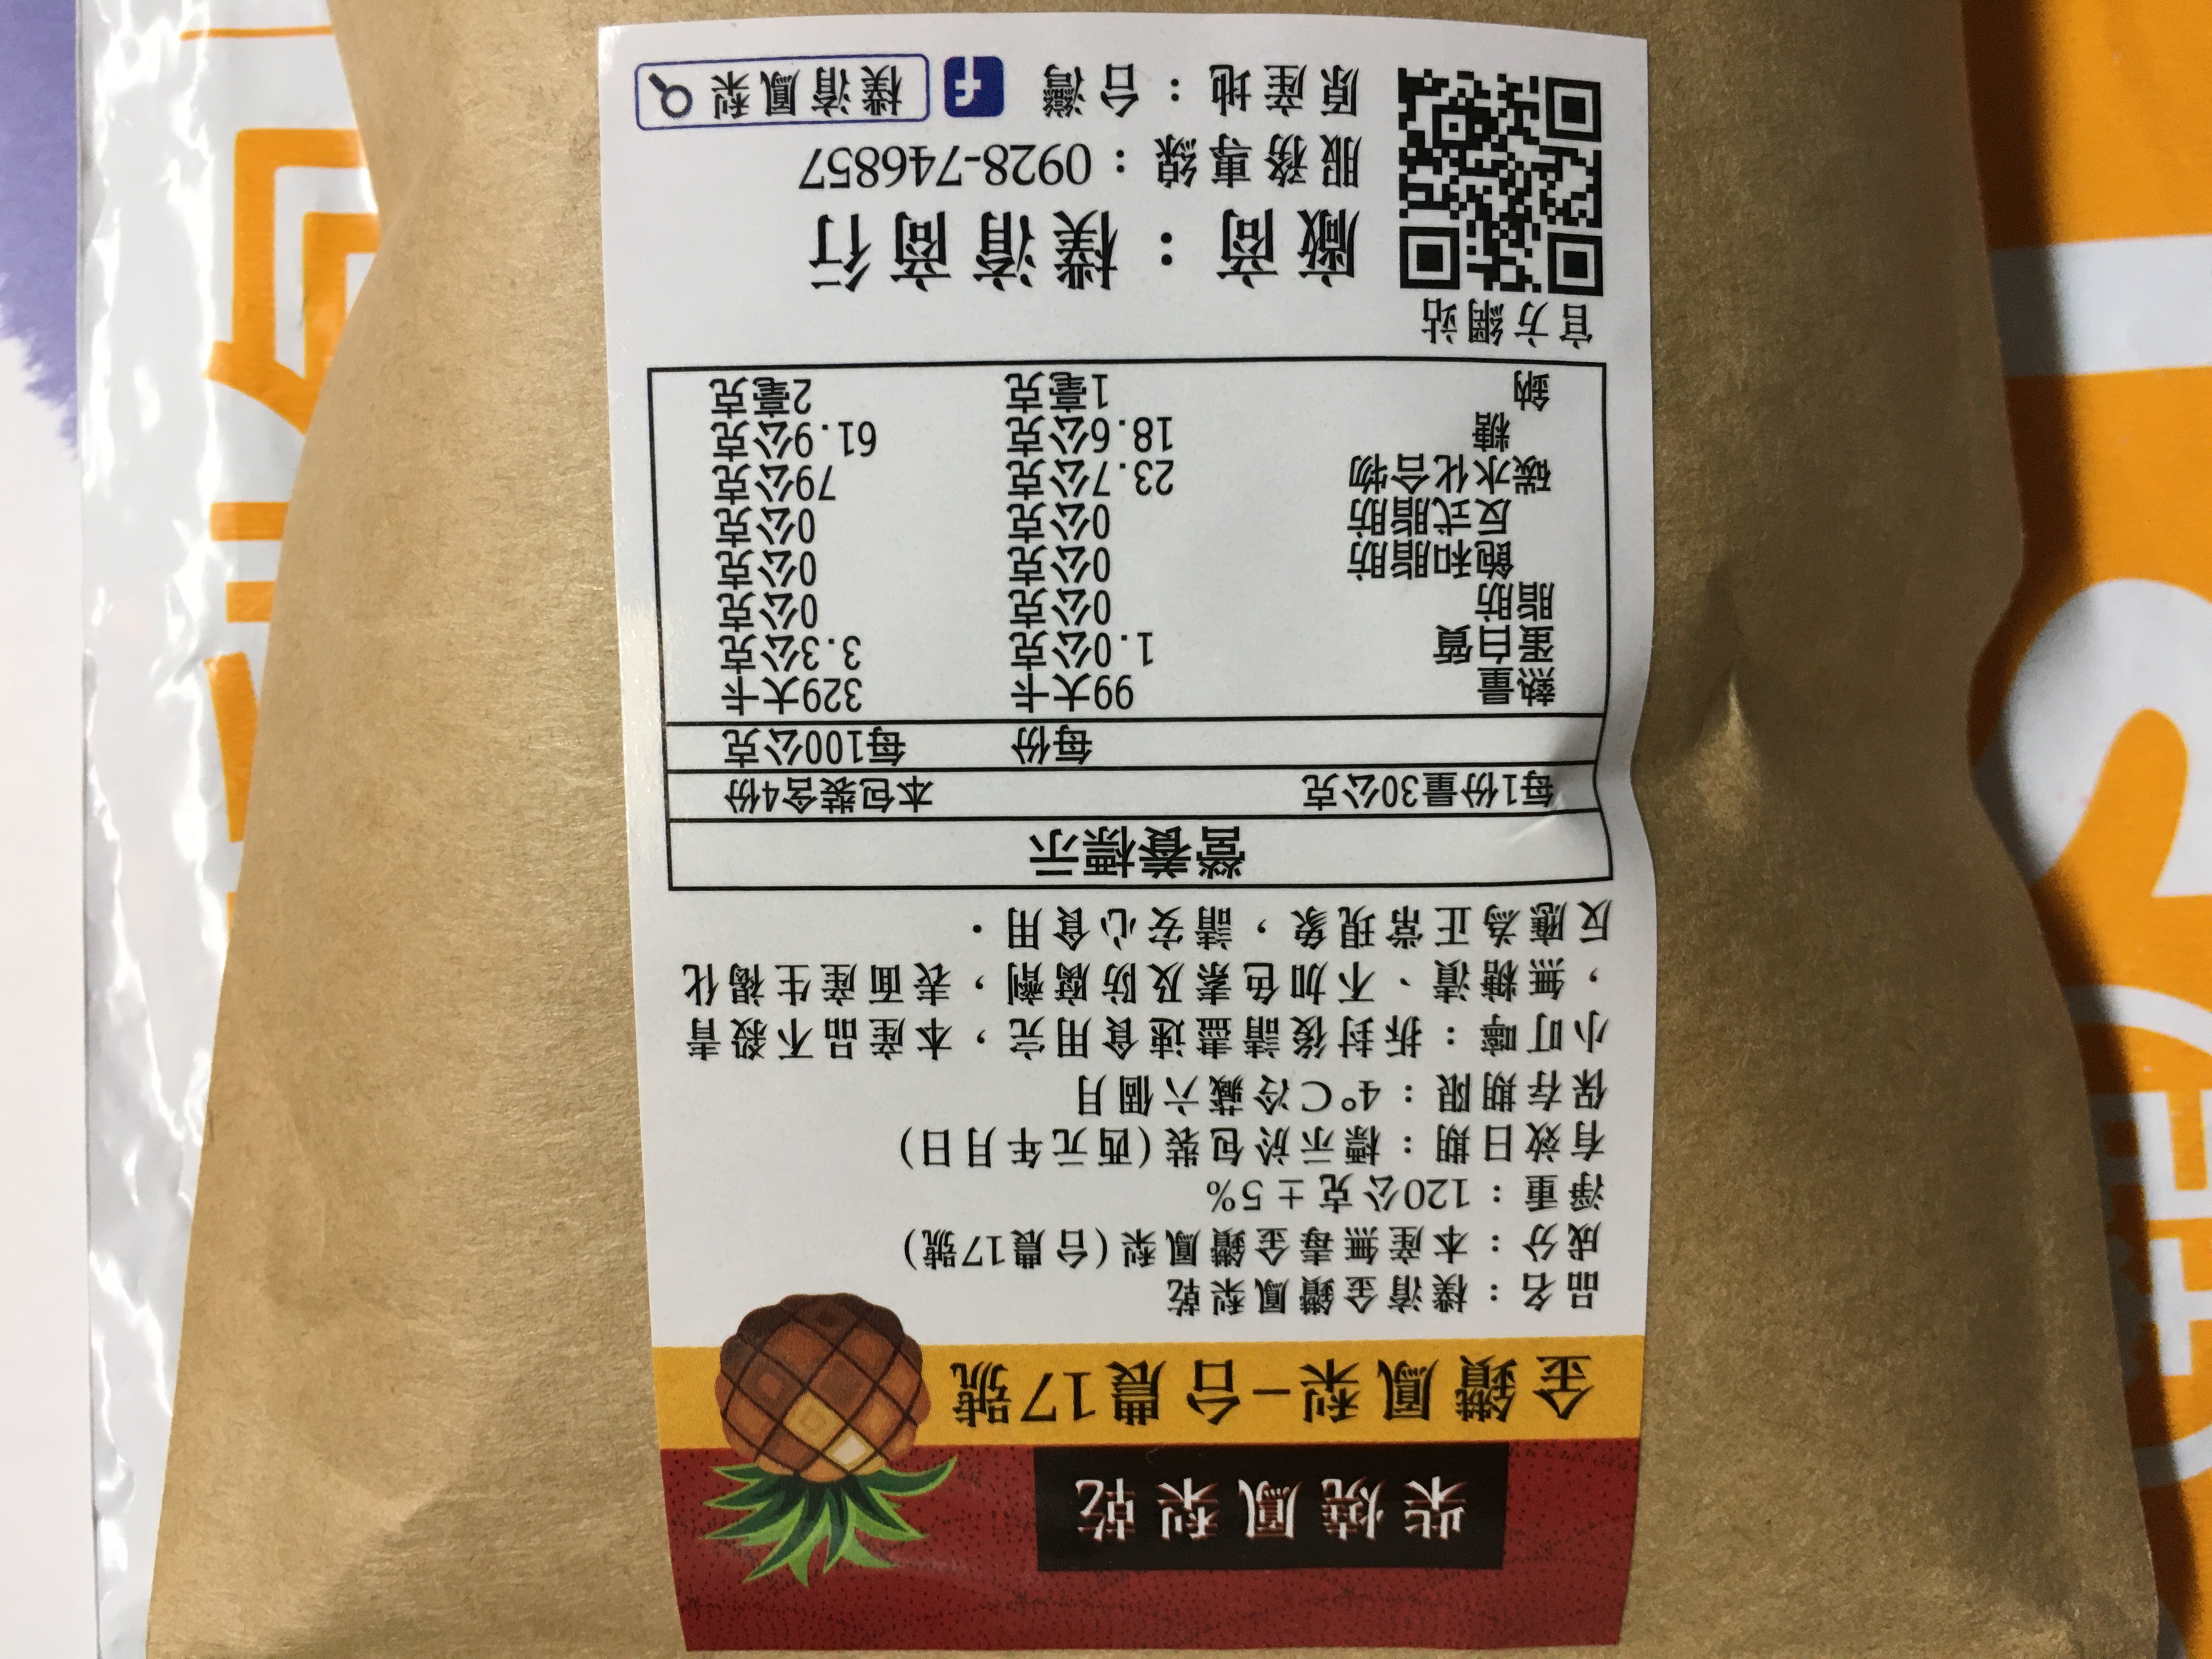 柴燒鳳梨乾
金鑽鳳梨-台農17號
品名：樸滀金鑽鳳梨乾
成分：本產無毒金鑽鳳梨(台農17號)
淨重：120公克±5%
有效日期：標示於包裝(西元年月日)
保存期限：4°C冷藏六個月
小叮嚀：拆封後請盡速食用完，本產品不殺青
，無糖漬、不加色素及防腐劑，表面產生褐化
反應為正常現象，請安心食用．
營養標示
每1份量30公克 本包裝含4份
每份 每100公克
熱量 99大卡 329大卡
蛋白質 1.0公克 3.3公克
脂肪 0公克 0公克
飽和脂肪 0公克 0公克
反式脂肪 0公克 0公克
碳水化合物 23.7公克 79公克
糖 18.6公克 61.9公克
鈉 1毫克 2毫克
官方網站
廠商：樸滀商行
服務專線：0928-746857
原產地：台灣 f 樸滀鳳梨